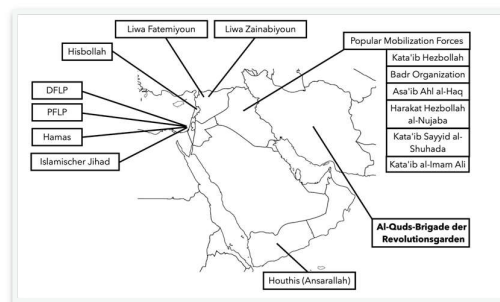 Liwa Fatemiyoun
Liwa Zainabiyoun
Hisbollah
Popular Mobilization Forces
Kata'ib Hezbollah
Badr Organization
Asa'ib Ahl al-Haq
Harakat Hezbollah
al-Nujaba
Kata'ib Sayyid al-
Shuhada
Kata'ib al-Imam Ali
DFLP
PFLP
Hamas
Islamischer Jihad
Al-Quds-Brigade der
Revolutionsgarden
Houthis (Ansarallah)